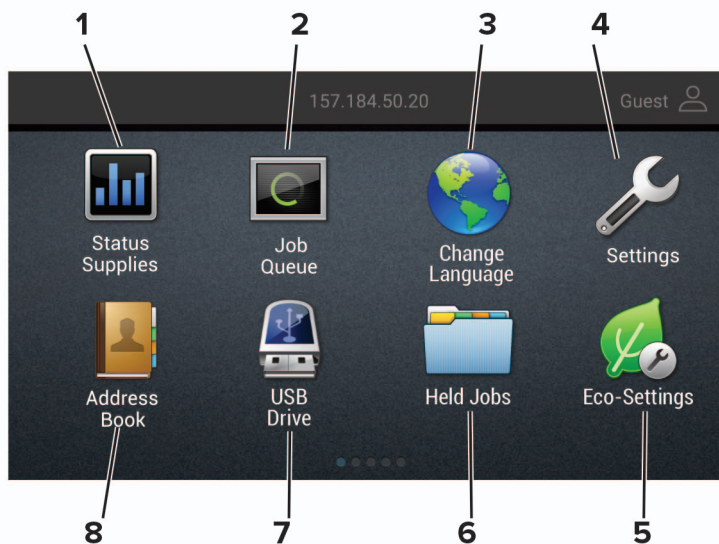 1 2 3 4
157.184.50.20 Guest
Status
Supplies
Job
Queue
Change
Language
Settings
Address
Book
USB
Drive
Held Jobs
Eco-Settings
8 7 6 5